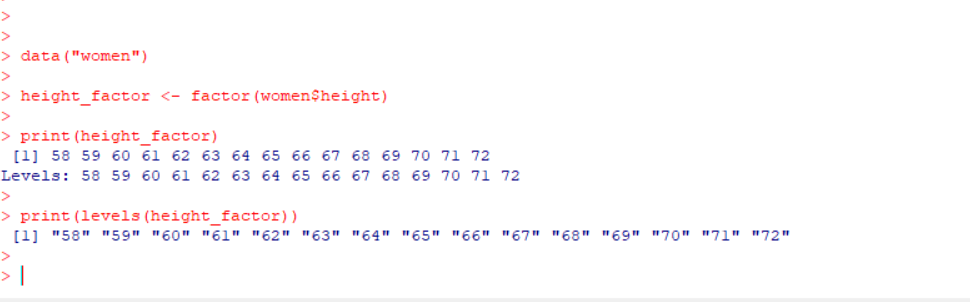 >
>
> data("women")
>
> height_factor <- factor(women$height)
>
> print(height_factor)
 [1] 58 59 60 61 62 63 64 65 66 67 68 69 70 71 72
Levels: 58 59 60 61 62 63 64 65 66 67 68 69 70 71 72
>
> print(levels(height_factor))
 [1] "58" "59" "60" "61" "62" "63" "64" "65" "66" "67" "68" "69" "70" "71" "72"
>
>